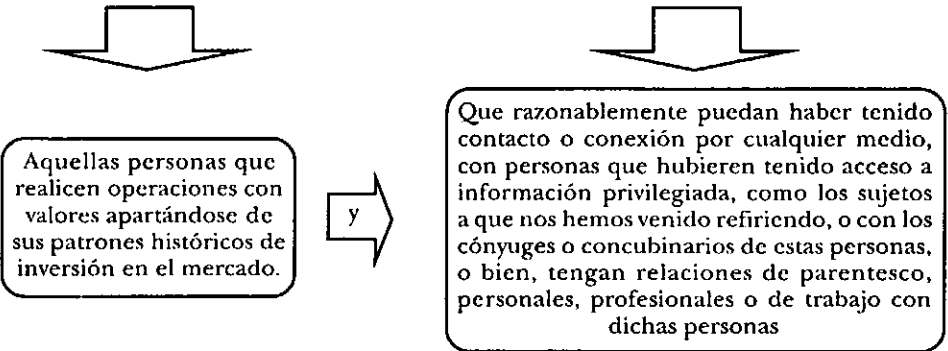 Aquellas personas que
realicen operaciones con
valores apartándose de
sus patrones históricos de
inversión en el mercado.
y
Que razonablemente puedan haber tenido
contacto o conexión por cualquier medio,
con personas que hubieren tenido acceso a
información privilegiada, como los sujetos
a que nos hemos venido refiriendo, o con los
cónyuges o concubinarios de estas personas,
o bien, tengan relaciones de parentesco,
personales, profesionales o de trabajo con
dichas personas